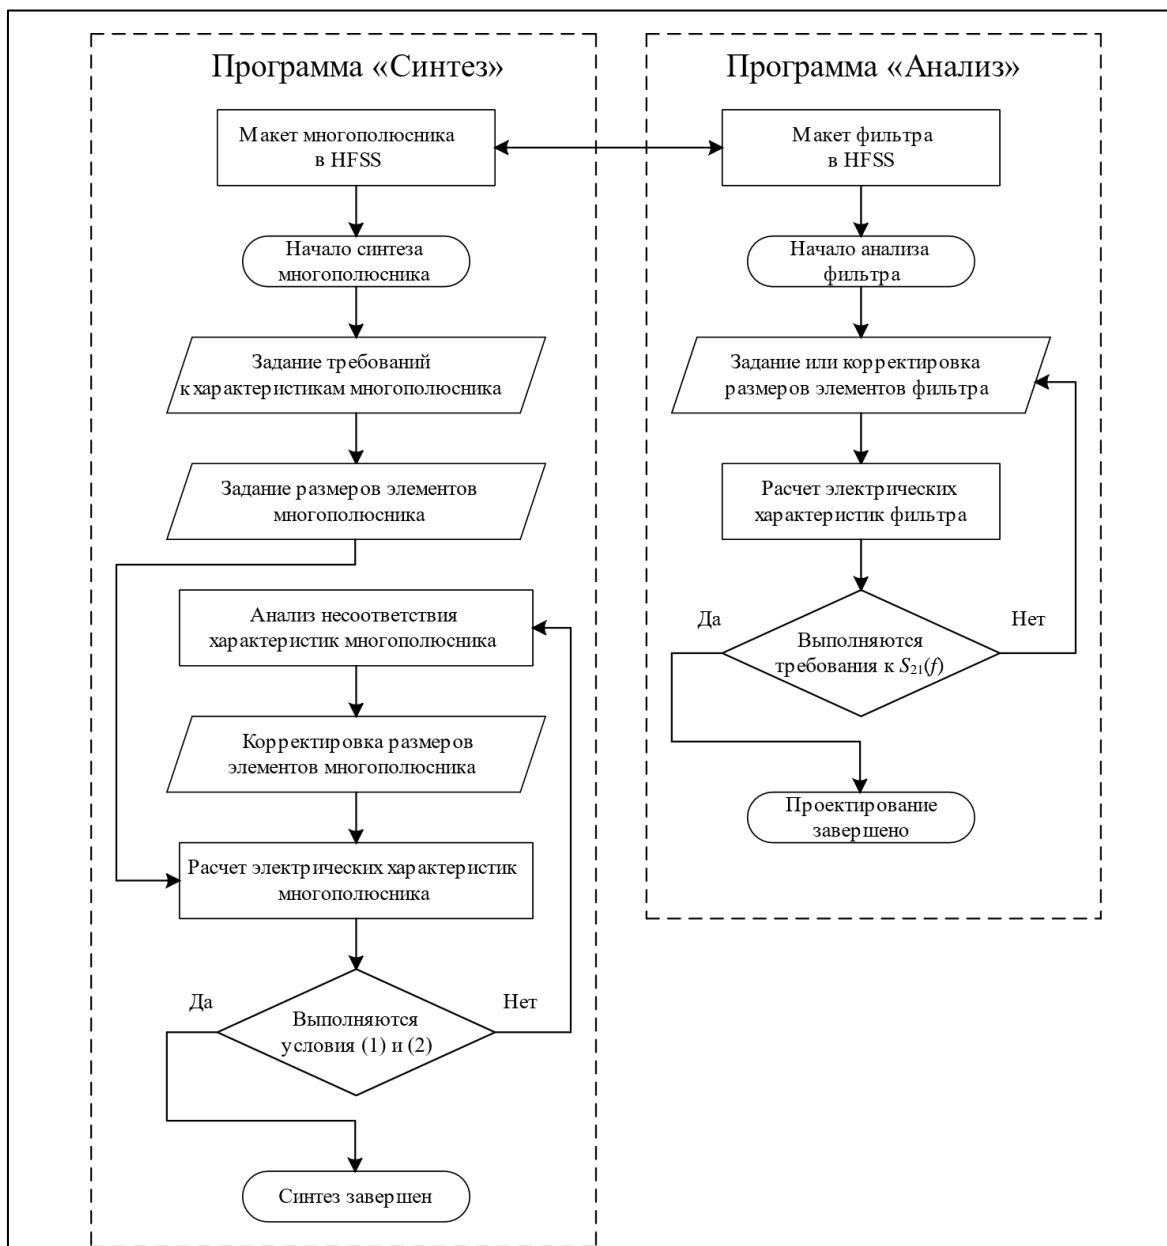 Программа «Синтез»
Макет многополюсника
в HFSS
Начало синтеза
многополюсника
Задание требований
к характеристикам многополюсника
Задание размеров элементов
многополюсника
Анализ несоответствия
характеристик многополюсника
Корректировка размеров
элементов многополюсника
Расчет электрических характеристик
многополюсника
Да
Нет
Выполняются
условия (1) и (2)
Синтез завершен
Программа «Анализ»
Макет фильтра
в HFSS
Начало анализа
фильтра
Задание или корректировка
размеров элементов фильтра
Расчет электрических
характеристик фильтра
Да
Нет
Выполняются
требования к S21(f)
Проектирование
завершено